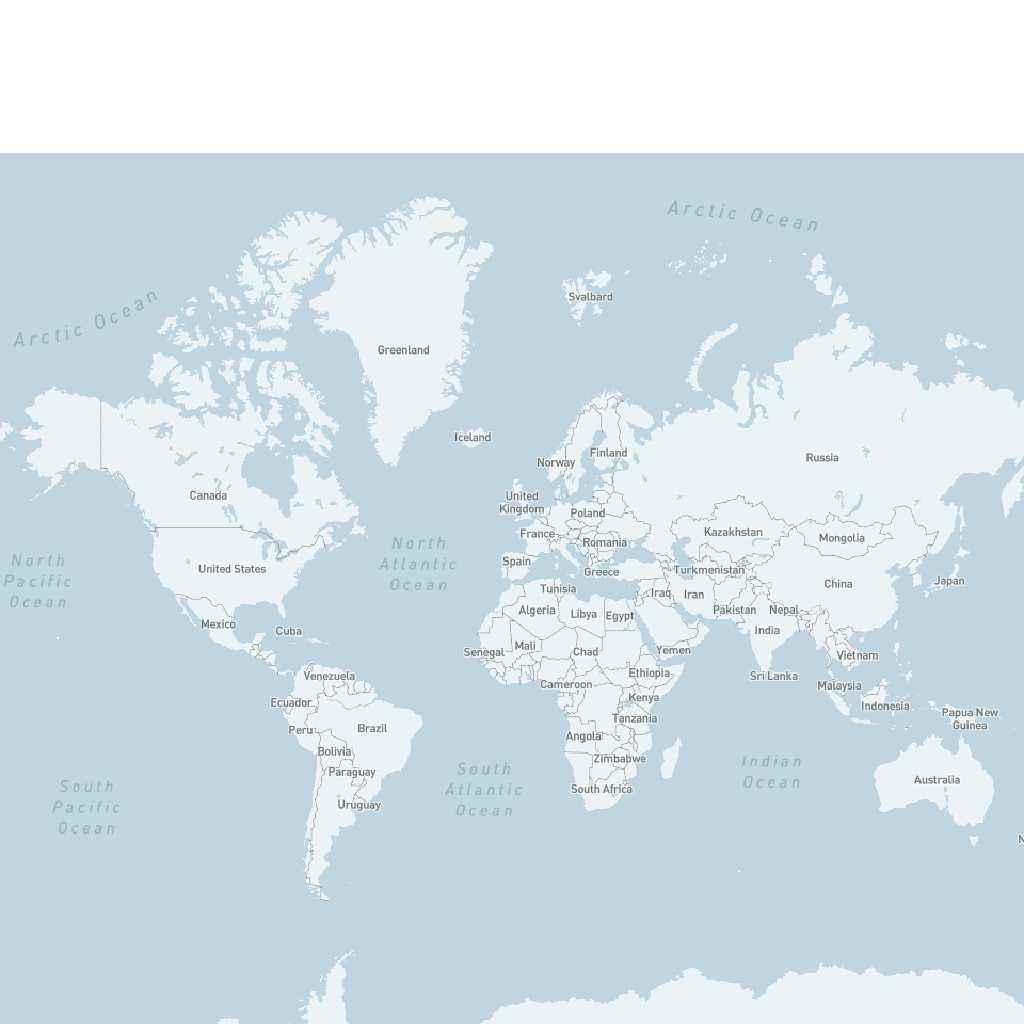 Arctic Ocean
Arctic Ocean
Svalbard
Greenland
Iceland
Norway
Finland
Russia
Canada
United
Kingdom
Poland
France
Romania
Kazakhstan
Mongolia
North
Pacific
Ocean
North
Atlantic
Ocean
United States
Spain
Greece
Turkmenistan
China
Japan
Tunisia
Iraq
Iran
Algeria
Libya
Egypt
Pakistan
Nepal
Mexico
Cuba
India
Senegal
Mali
Chad
Yemen
Vietnam
Venezuela
Cameroon
Ethiopia
Sri Lanka
Malaysia
Ecuador
Kenya
Indonesia
Papua New
Guinea
Peru
Brazil
Angola
Tanzania
Bolivia
Zimbabwe
Paraguay
South
Atlantic
Ocean
Indian
Ocean
Australia
South
Pacific
Ocean
Uruguay
South Africa
N